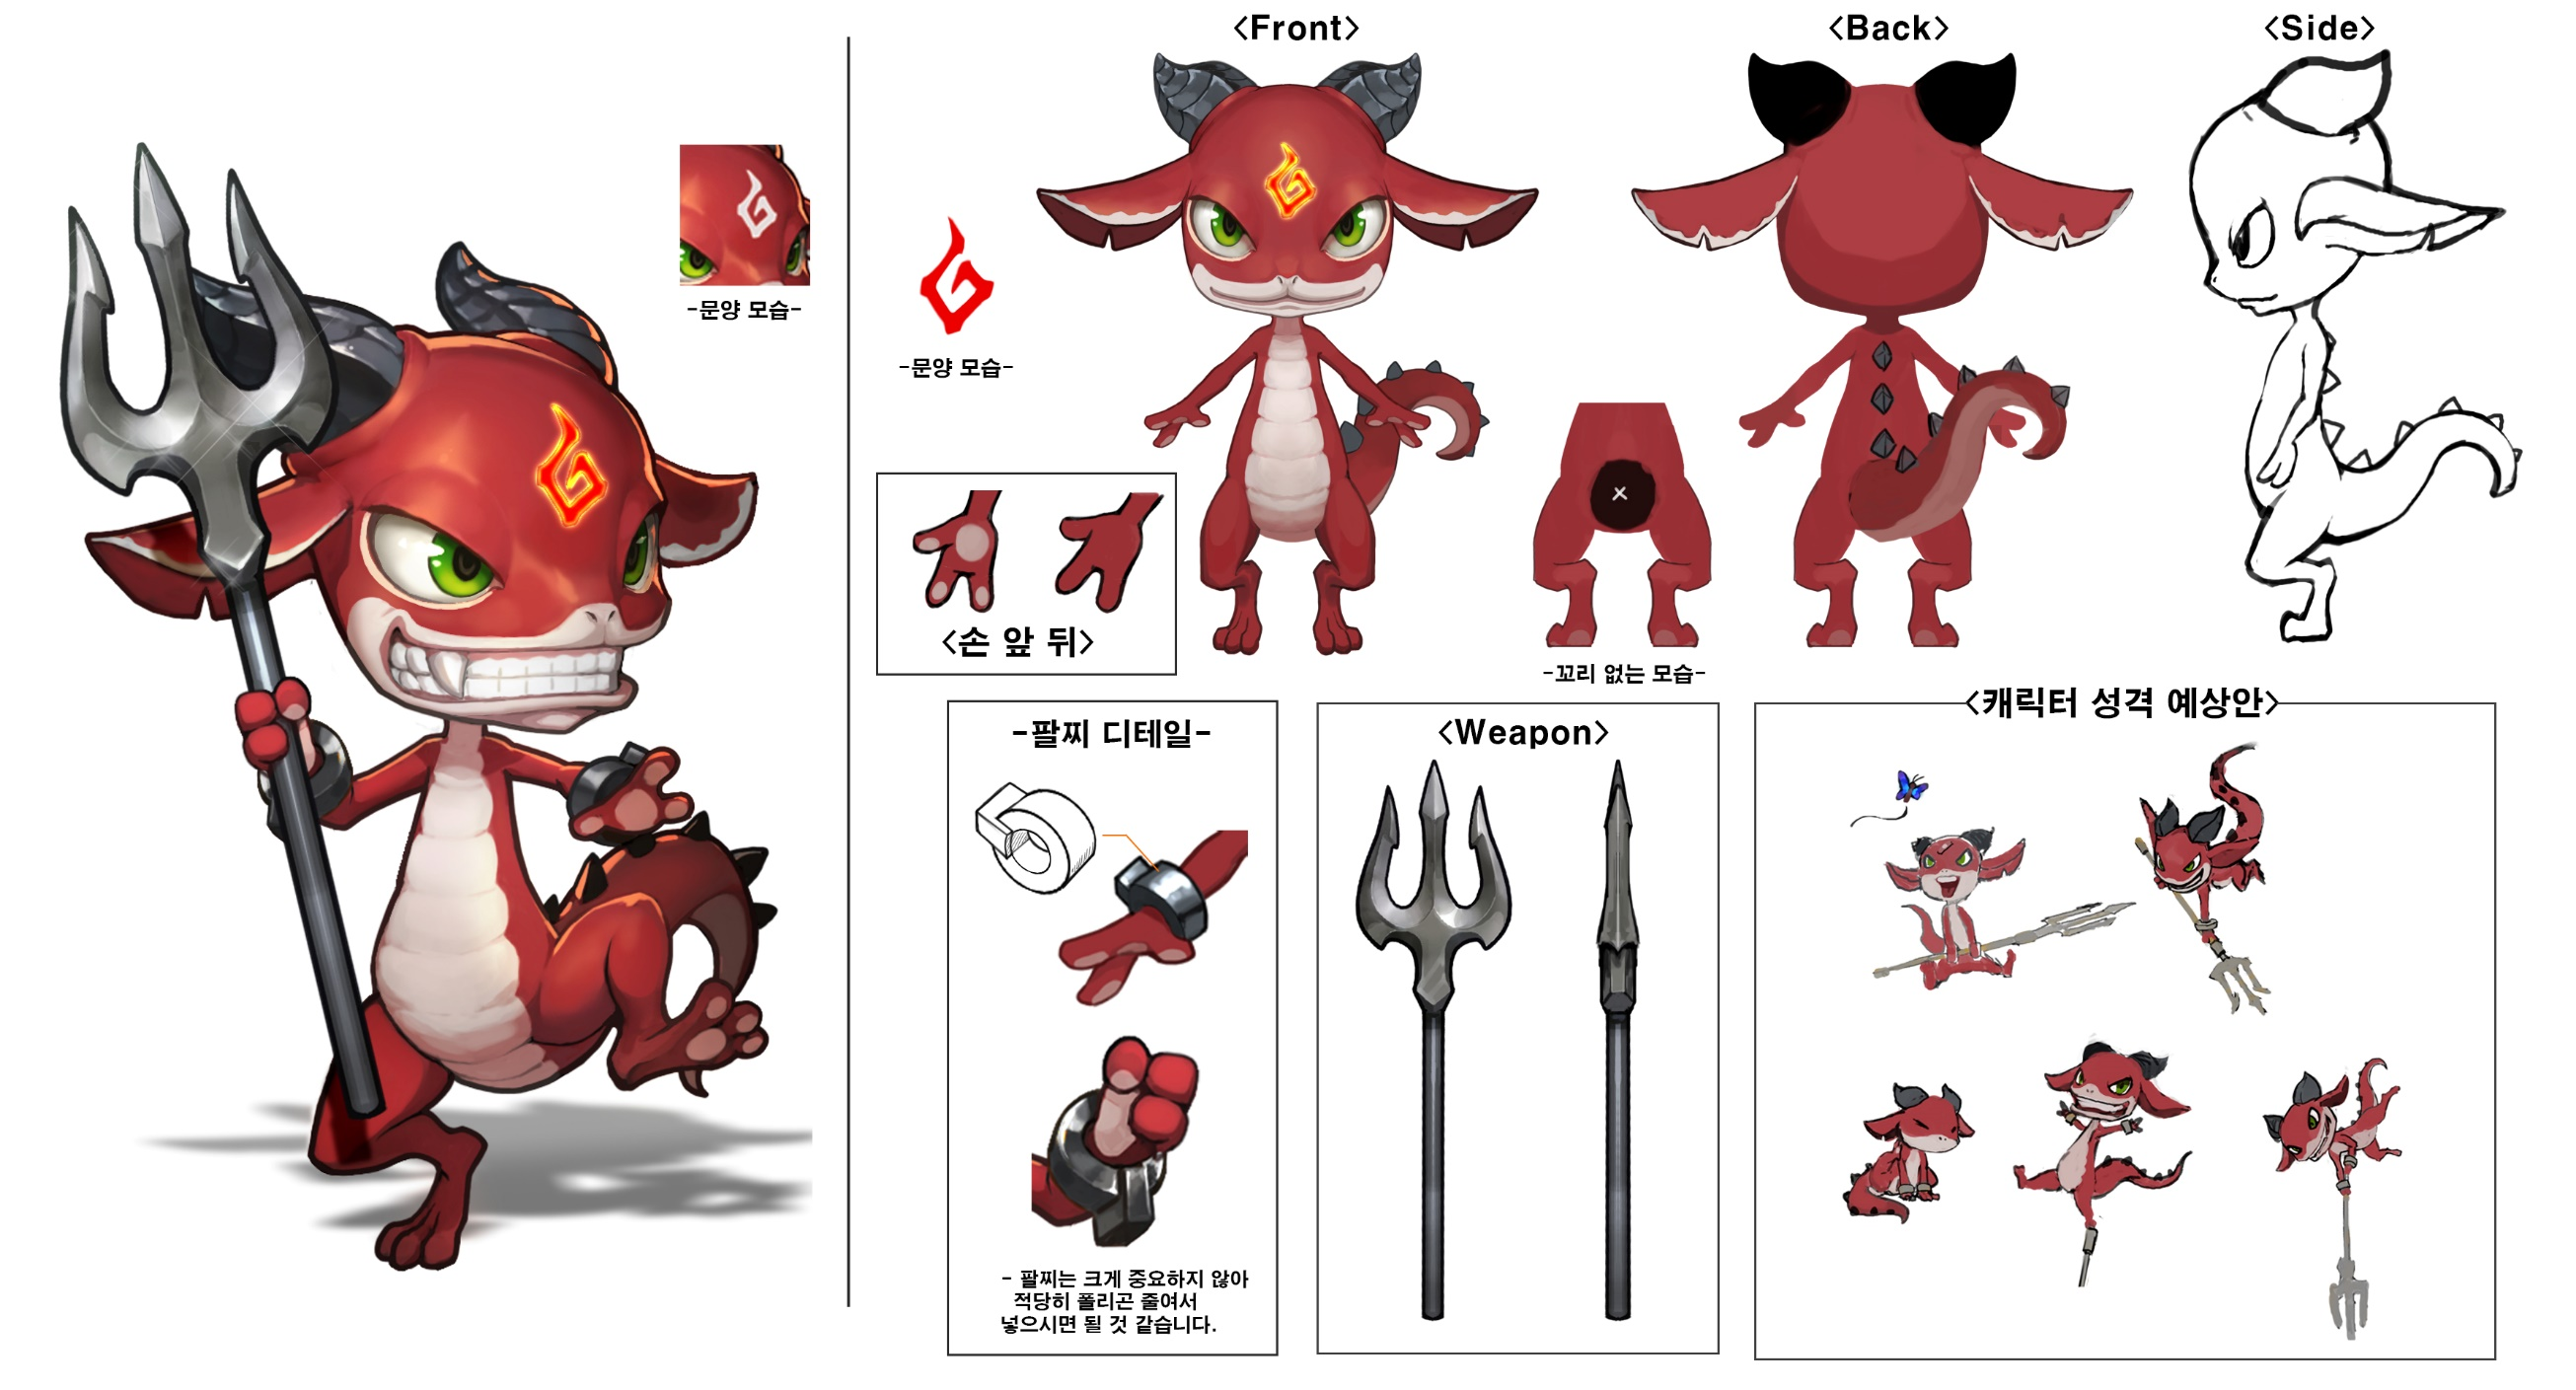 <Front>
<Back>
<Side>
-문양 모습-
-문양 모습-
<손 앞 뒤>
-꼬리 없는 모습-
-팔찌 디테일-
- 팔찌는 크게 중요하지 않아
적당히 폴리곤 줄여서
넣으시면 될 것 같습니다.
<Weapon>
<캐릭터 성격 예상안>